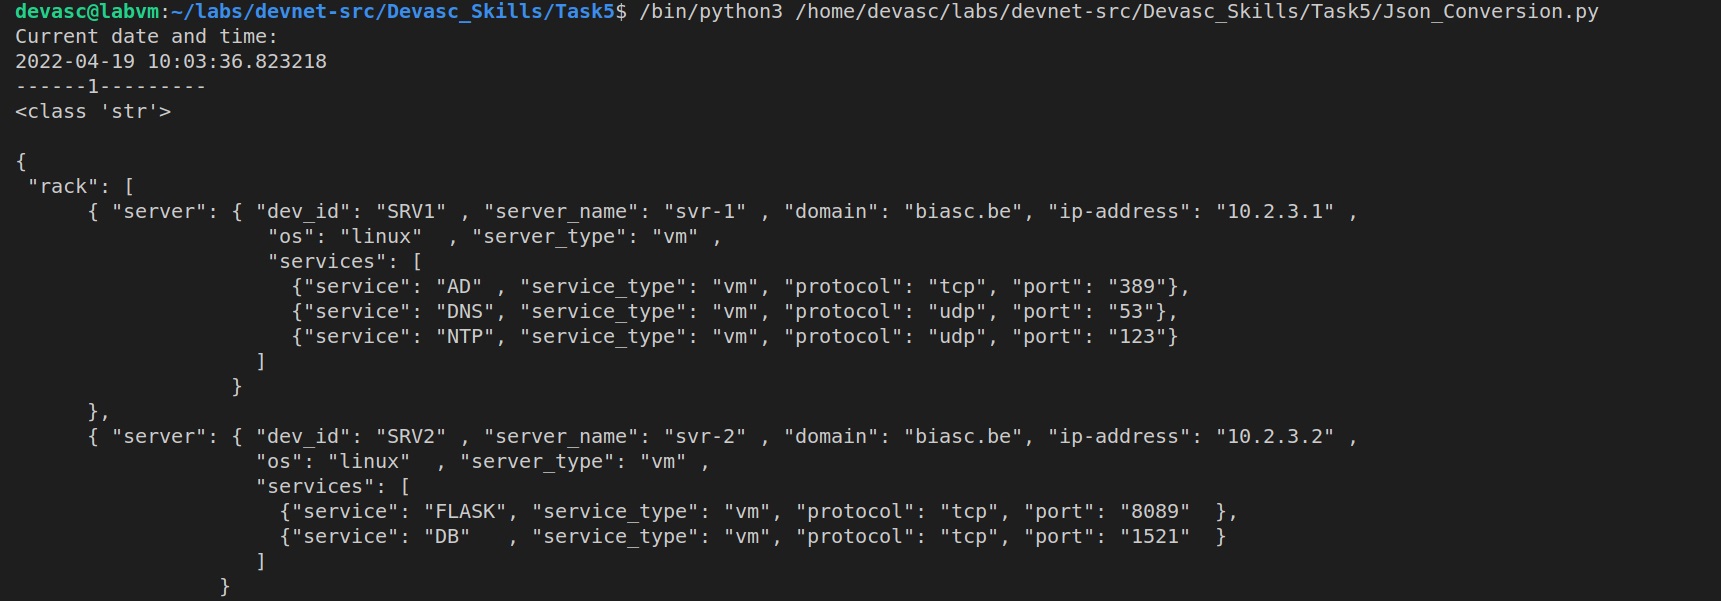 devasc@labvm:~/labs/devnet-src/Devasc_Skills/Task5$ /bin/python3 /home/devasc/labs/devnet-src/Devasc_Skills/Task5/Json_Conversion.py
Current date and time:
2022-04-19 10:03:36.823218
------1---------
<class 'str'>

{
 "rack": [
      { "server": { "dev_id": "SRV1" , "server_name": "svr-1" , "domain": "biasc.be", "ip-address": "10.2.3.1" ,
                     "os": "linux"  , "server_type": "vm" ,
                     "services": [
                       {"service": "AD" , "service_type": "vm", "protocol": "tcp", "port": "389"},
                       {"service": "DNS", "service_type": "vm", "protocol": "udp", "port": "53"},
                       {"service": "NTP", "service_type": "vm", "protocol": "udp", "port": "123"}
                    ]
                  }
      },
      { "server": { "dev_id": "SRV2" , "server_name": "svr-2" , "domain": "biasc.be", "ip-address": "10.2.3.2" ,
                    "os": "linux"  , "server_type": "vm" ,
                    "services": [
                      {"service": "FLASK", "service_type": "vm", "protocol": "tcp", "port": "8089"  },
                      {"service": "DB"   , "service_type": "vm", "protocol": "tcp", "port": "1521"  }
                    ]
                 }